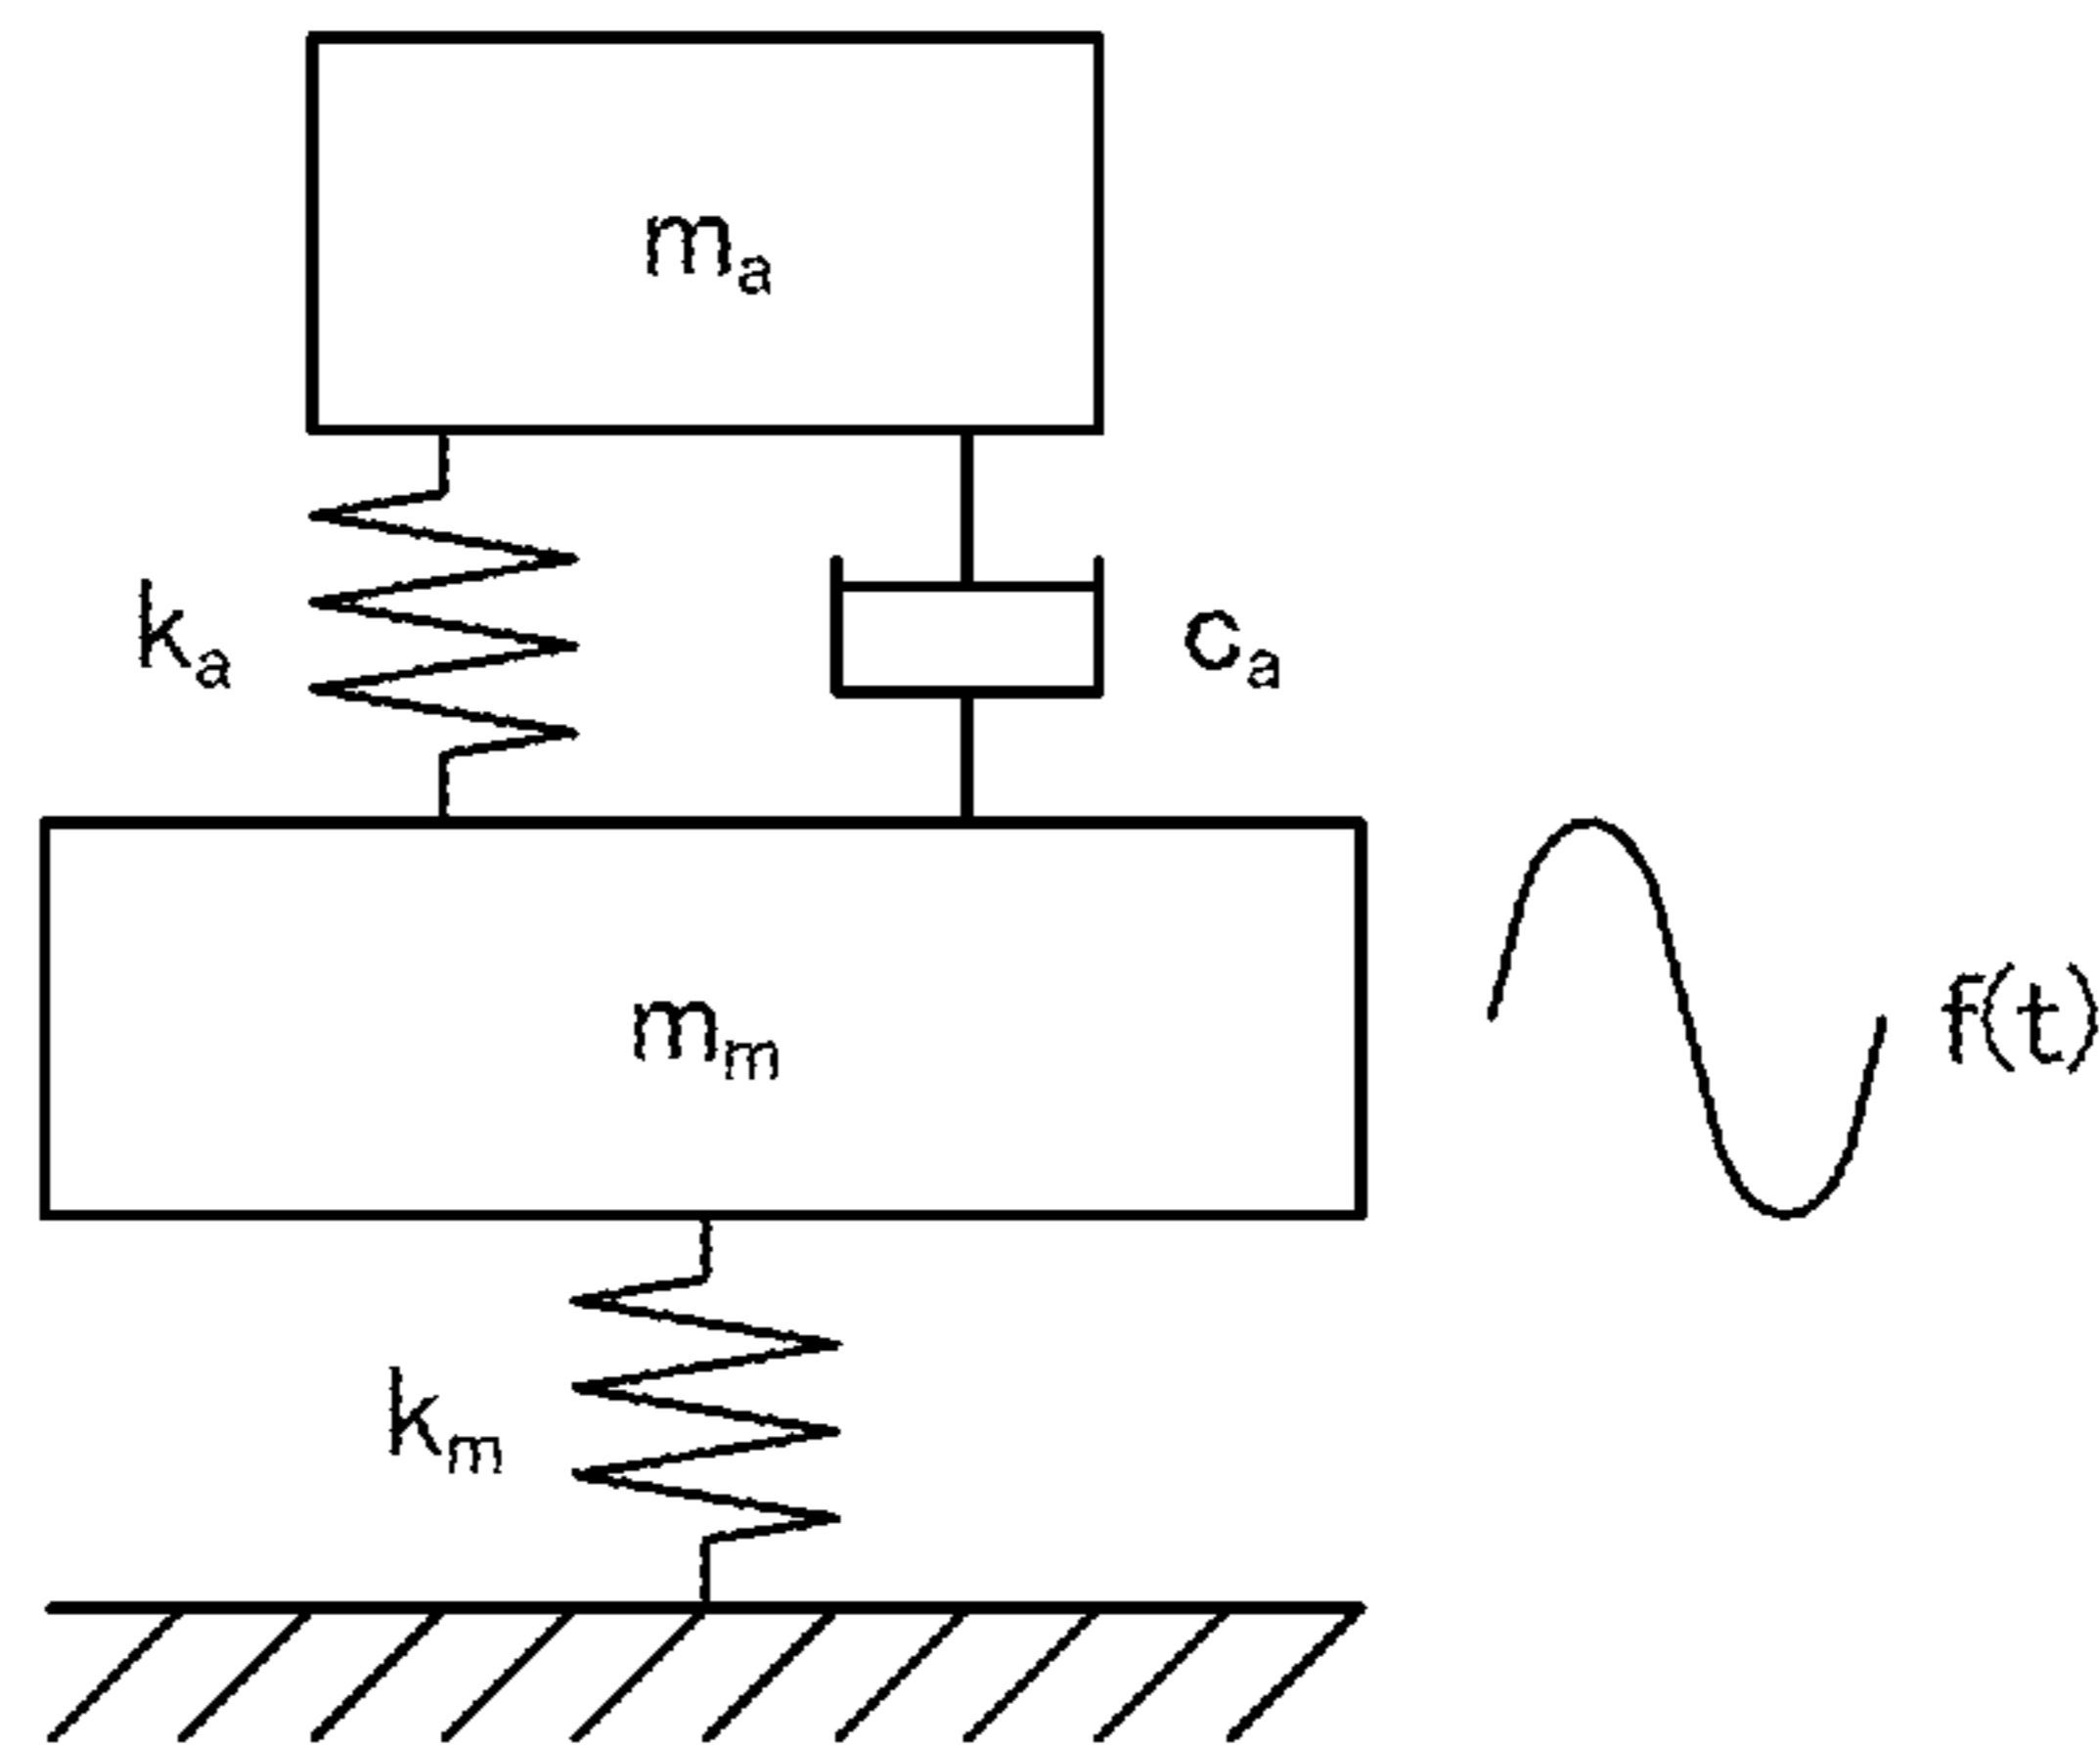 mₐ
kₐ
cₐ
mₘ
f(t)
kₘ